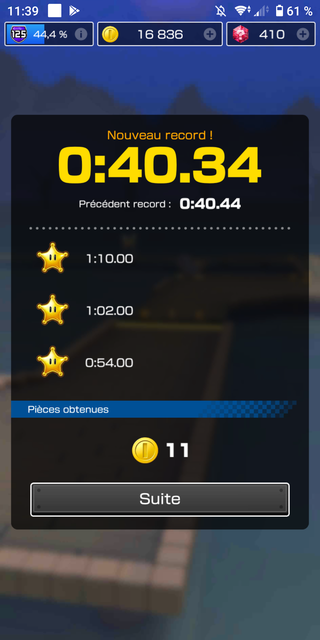 11:39 61 %
125 44,4 % i 16 836 + 410 +
Nouveau record !
0:40.34
Précédent record : 0:40.44
1:10.00
1:02.00
0:54.00
Pièces obtenues
11
Suite